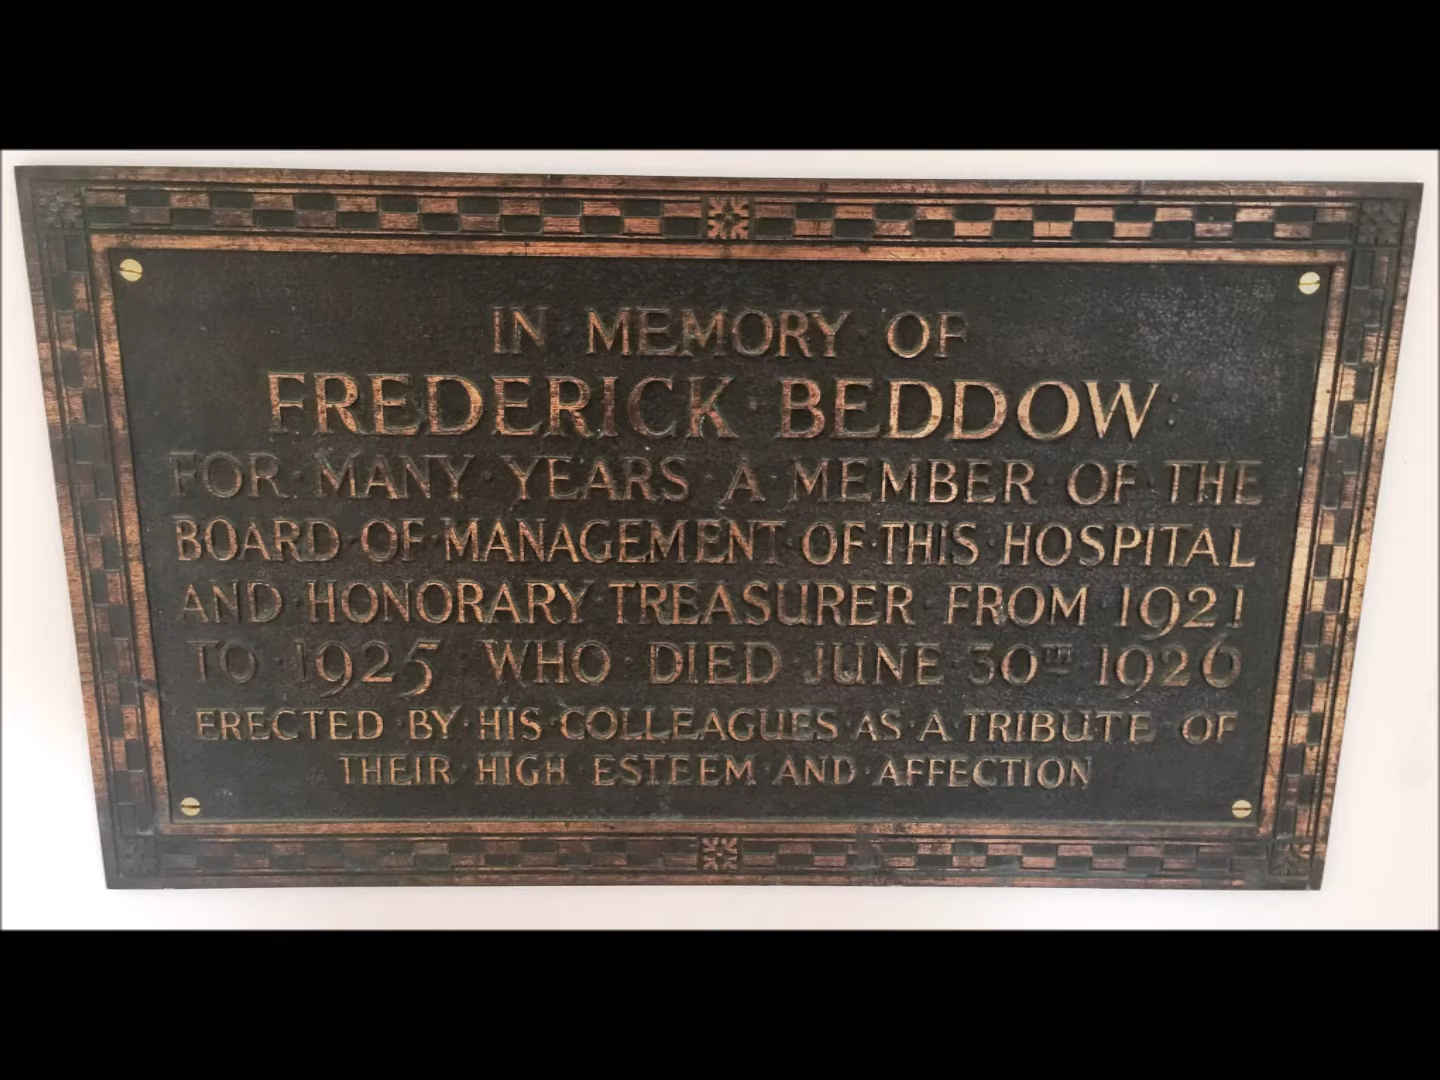 IN MEMORY OF
FREDERICK BEDDOW
FOR MANY YEARS A MEMBER OF THE
BOARD OF MANAGEMENT OF THIS HOSPITAL
AND HONORARY TREASURER FROM 1921
TO 1925 WHO DIED JUNE 30TH 1926
ERECTED BY HIS COLLEAGUES AS A TRIBUTE OF
THEIR HIGH ESTEEM AND AFFECTION